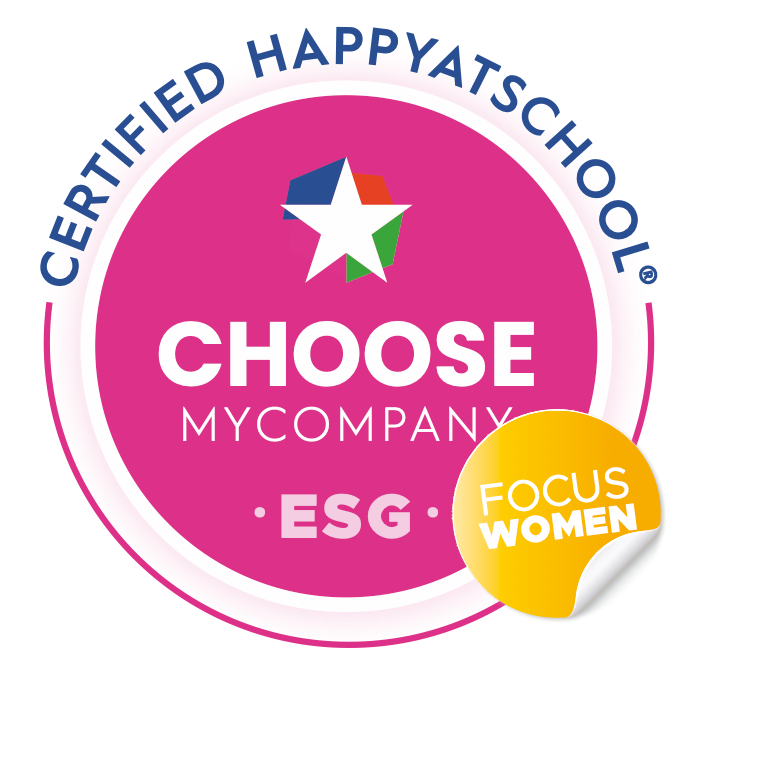 CERTIFIED HAPPYATSCHOOL®
CHOOSE
MYCOMPANY
· ESG ·
FOCUS
WOMEN